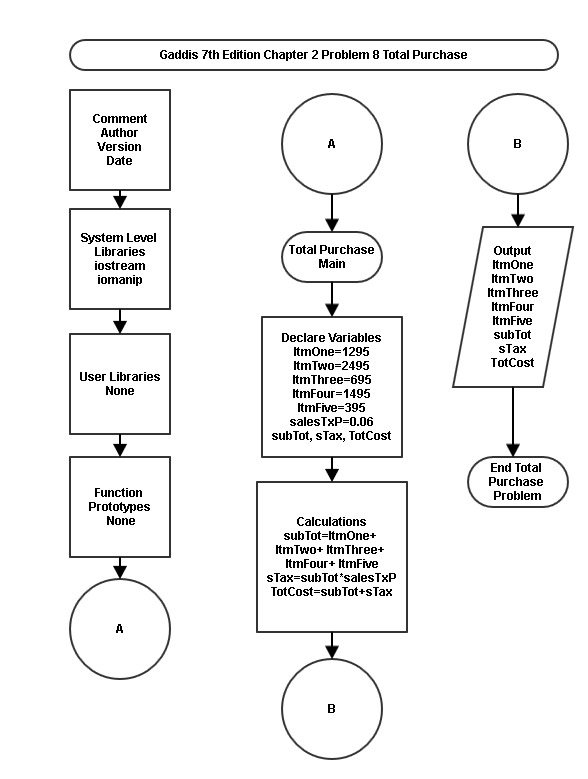 Gaddis 7th Edition Chapter 2 Problem 8 Total Purchase
Comment
Author
Version
Date
System Level
Libraries
iostream
iomanip
User Libraries
None
Function
Prototypes
None
A
A
Total Purchase
Main
Declare Variables
ItmOne=1295
ItmTwo=2495
ItmThree=695
ItmFour=1495
ItmFive=395
salesTxP=0.06
subTot, sTax, TotCost
Calculations
subTot=ItmOne+
ItmTwo+ ItmThree+
ItmFour+ ItmFive
sTax=subTot*salesTxP
TotCost=subTot+sTax
B
B
Output
ItmOne
ItmTwo
ItmThree
ItmFour
ItmFive
subTot
sTax
TotCost
End Total
Purchase
Problem